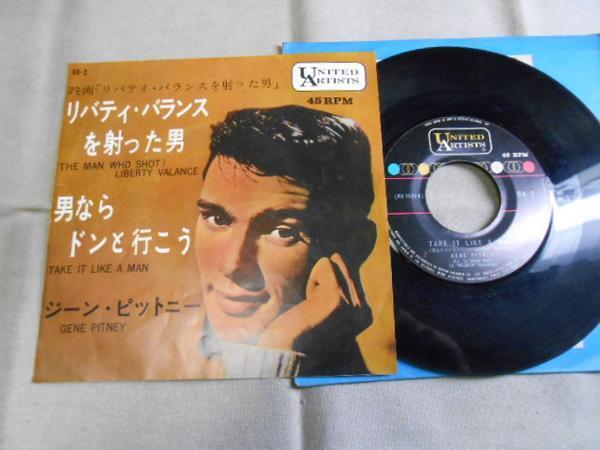 UA-2
映画「リバティ・バランスを射った男」
UNITED
ARTISTS
45 RPM
リバティ・バランス
を射った男
(THE MAN WHO SHOT)
LIBERTY VALANCE
男なら
ドンと行こう
TAKE IT LIKE A MAN
ジーン・ピットニー
GENE PITNEY
UNITED
ARTISTS
45 RPM
TAKE IT LIKE A
GENE PITNEY